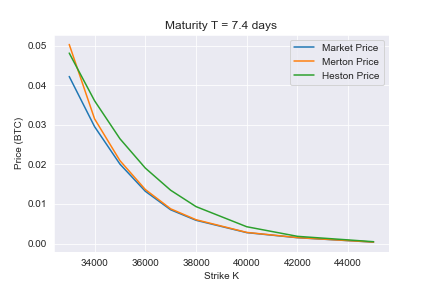 Maturity T = 7.4 days
Market Price
Merton Price
Heston Price
Price (BTC)
0.05
0.04
0.03
0.02
0.01
0.00
34000 36000 38000 40000 42000 44000
Strike K